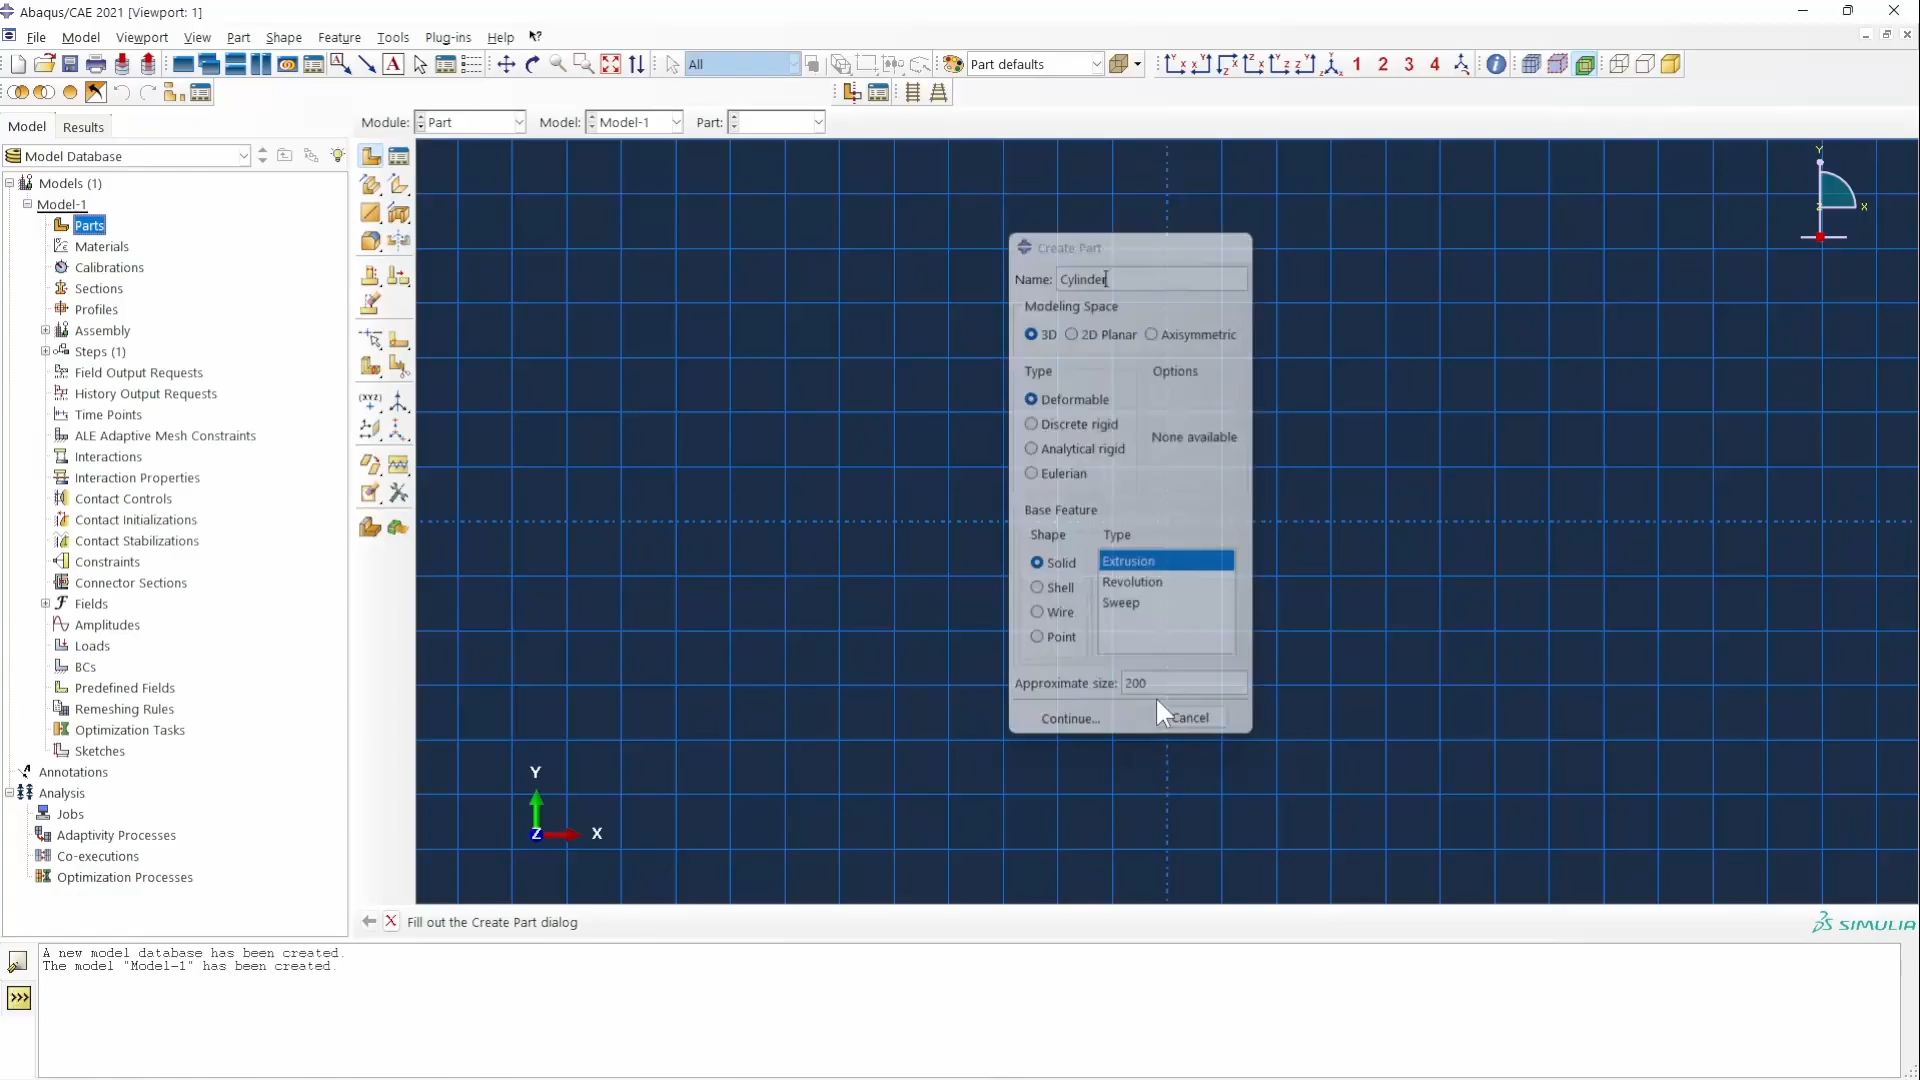 Abaqus/CAE 2021 [Viewport: 1]
File Model Viewport View Part Shape Feature Tools Plug-ins Help
All Part defaults 1 2 3 4
Model Results Module: Part Model: Model-1 Part:
Model Database
Models (1)
Model-1
Parts
Materials
Calibrations
Sections
Profiles
Assembly
Steps (1)
Field Output Requests
History Output Requests
Time Points
ALE Adaptive Mesh Constraints
Interactions
Interaction Properties
Contact Controls
Contact Initializations
Contact Stabilizations
Constraints
Connector Sections
Fields
Amplitudes
Loads
BCs
Predefined Fields
Remeshing Rules
Optimization Tasks
Sketches
Annotations
Analysis
Jobs
Adaptivity Processes
Co-executions
Optimization Processes
(XYZ)
Create Part
Name: Cylinder
Modeling Space
3D 2D Planar Axisymmetric
Type Options
Deformable
Discrete rigid
Analytical rigid
Eulerian
None available
Base Feature
Shape Type
Solid
Shell
Wire
Point
Extrusion
Revolution
Sweep
Approximate size: 200
Continue... Cancel
Y
Z X
Y
Z X
Fill out the Create Part dialog
SIMULIA
A new model database has been created.
The model "Model-1" has been created.
>>>